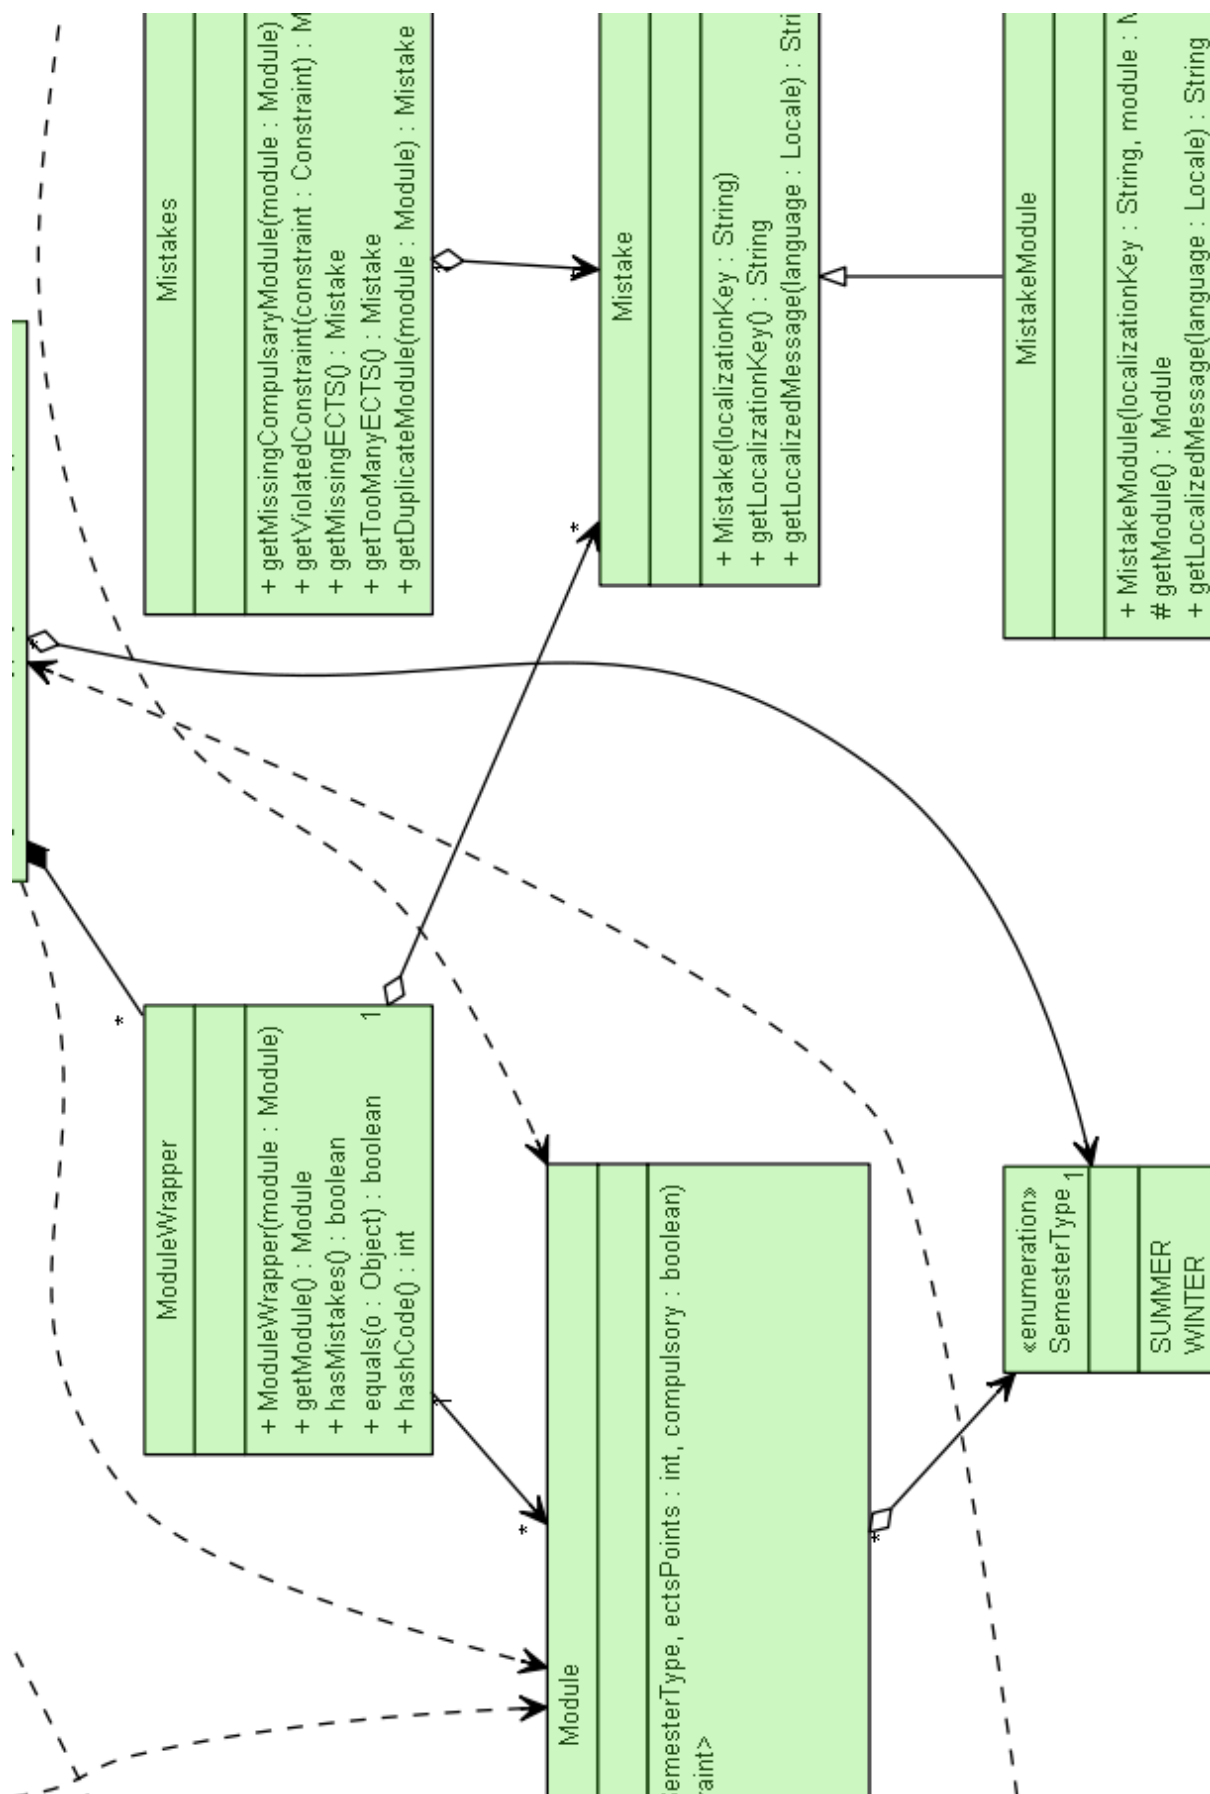 Mistakes
+ getMissingCompulsaryModule(module : Module)
+ getViolatedConstraint(constraint : Constraint) : M
+ getMissingECTS() : Mistake
+ getTooManyECTS() : Mistake
+ getDuplicateModule(module : Module) : Mistake
Mistake
+ Mistake(localizationKey : String)
+ getLocalizationKey() : String
+ getLocalizedMessage(language : Locale) : Stri
MistakeModule
+ MistakeModule(localizationKey : String, module : M
# getModule() : Module
+ getLocalizedMessage(language : Locale) : String
*
*
ModuleWrapper
+ ModuleWrapper(module : Module)
+ getModule() : Module
+ hasMistakes() : boolean
+ equals(o : Object) : boolean
+ hashCode() : int
1
*
Module
emesterType, ectsPoints : int, compulsory : boolean)
raint>
*
«enumeration»
SemesterType
1
SUMMER
WINTER